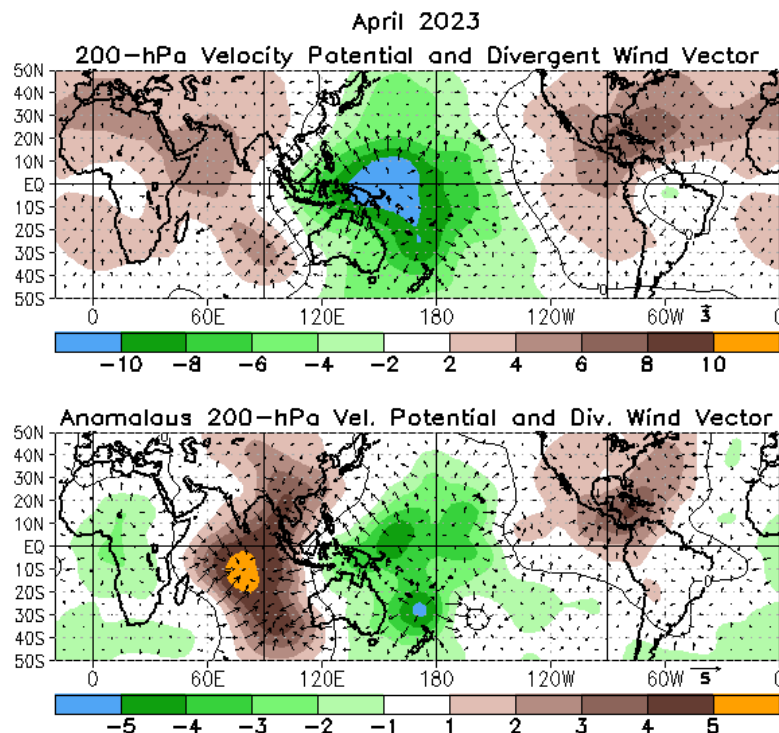 April 2023
200-hPa Velocity Potential and Divergent Wind Vector
50N
40N
30N
20N
10N
EQ
10S
20S
30S
40S
50S
0 60E 120E 180 120W 60W 0
3
-10 -8 -6 -4 -2 2 4 6 8 10
Anomalaus 200-hPa Vel. Potential and Div. Wind Vector
50N
40N
30N
20N
10N
EQ
10S
20S
30S
40S
50S
0 60E 120E 180 120W 60W 0
5
-5 -4 -3 -2 -1 1 2 3 4 5